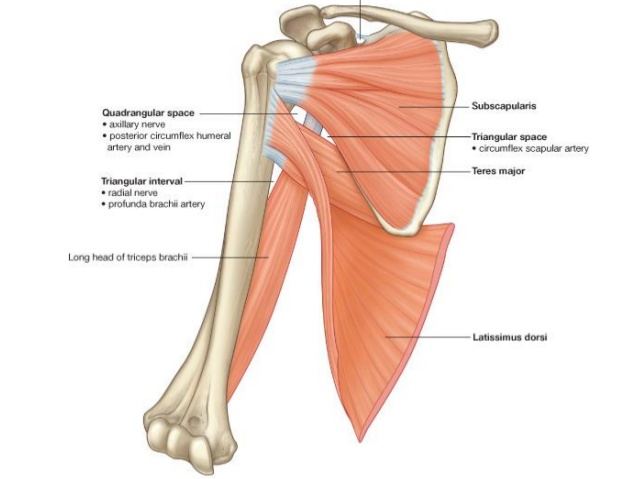 Quadrangular space
• axillary nerve
• posterior circumflex humeral
artery and vein
Triangular interval
• radial nerve
• profunda brachii artery
Long head of triceps brachii
Subscapularis
Triangular space
• circumflex scapular artery
Teres major
Latissimus dorsi